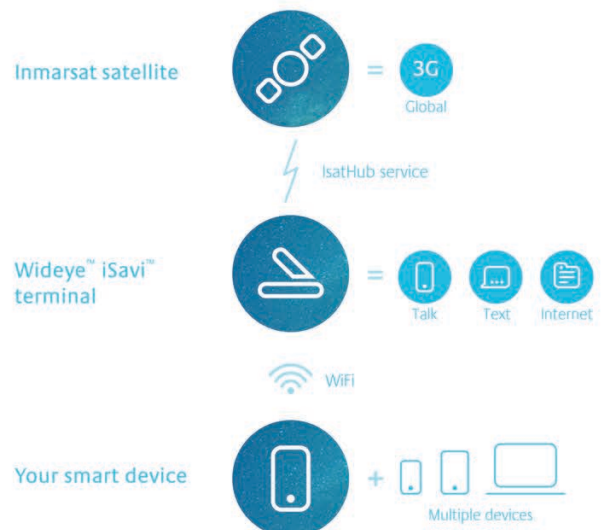 Inmarsat satellite
=
3G
Global
IsatHub service
Wideye™ iSavi™
terminal
=
Talk Text Internet
WiFi
Your smart device
+
Multiple devices